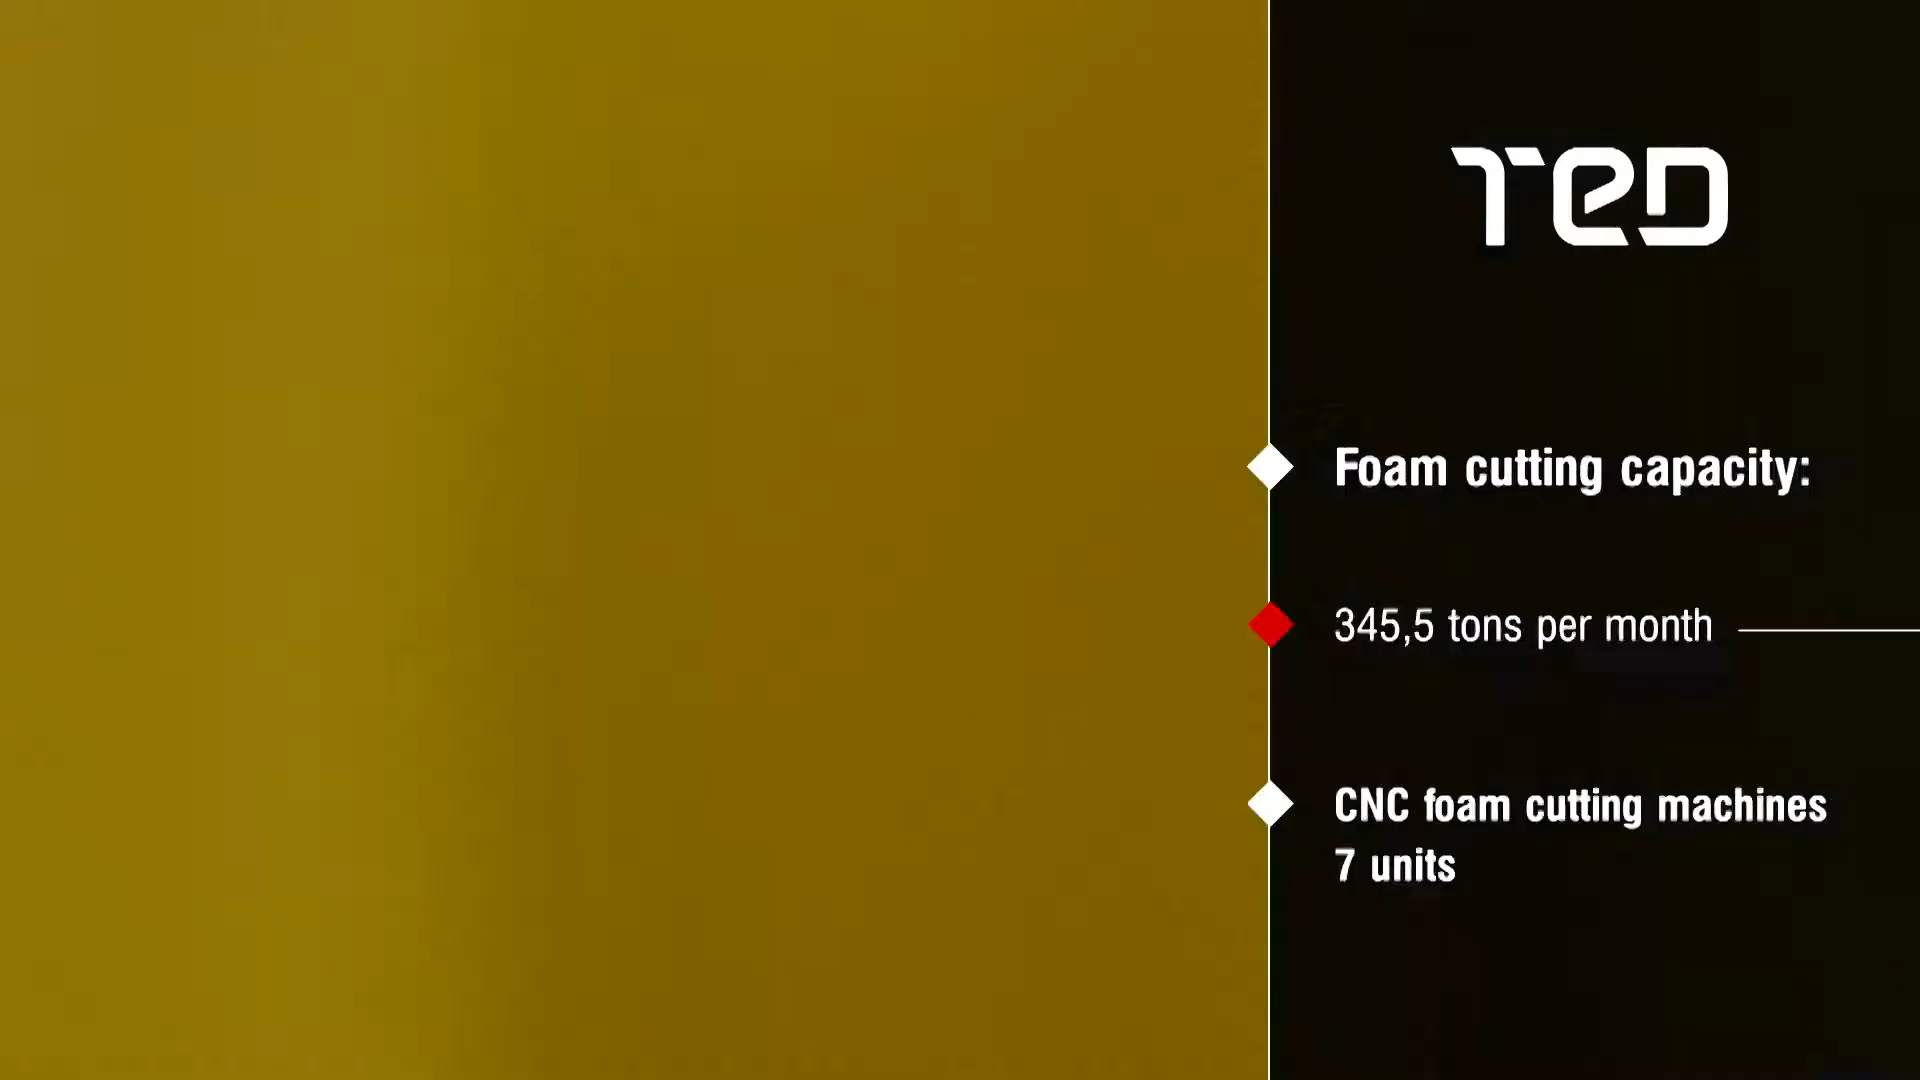 TED
Foam cutting capacity:
345,5 tons per month
CNC foam cutting machines
7 units